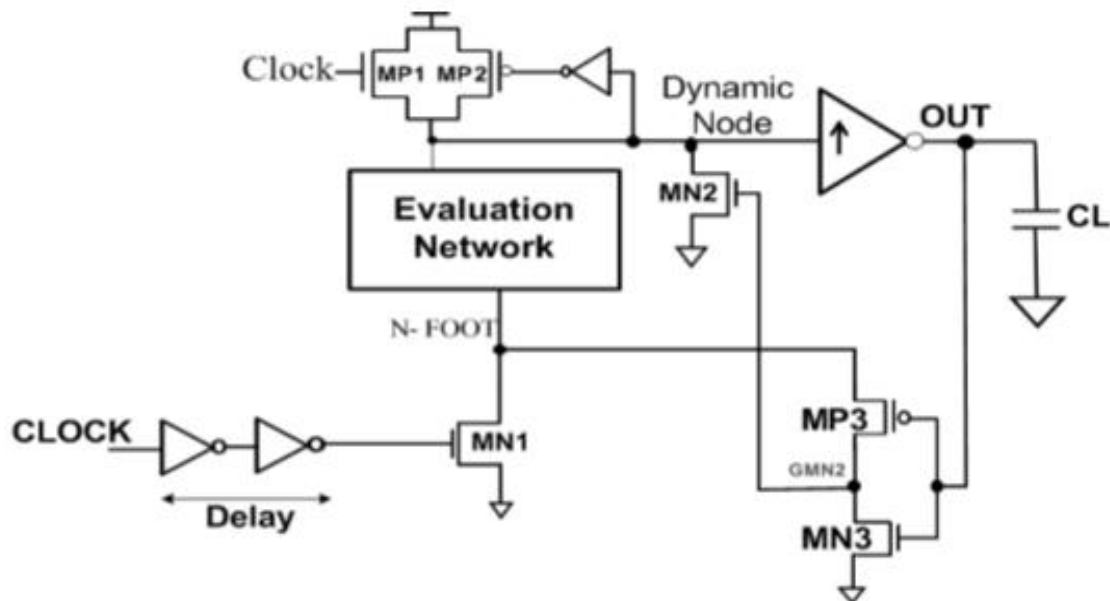 Clock
MP1
MP2
Dynamic
Node
OUT
MN2
CL
Evaluation
Network
N- FOOT
MP3
CLOCK
MN1
GMN2
Delay
MN3